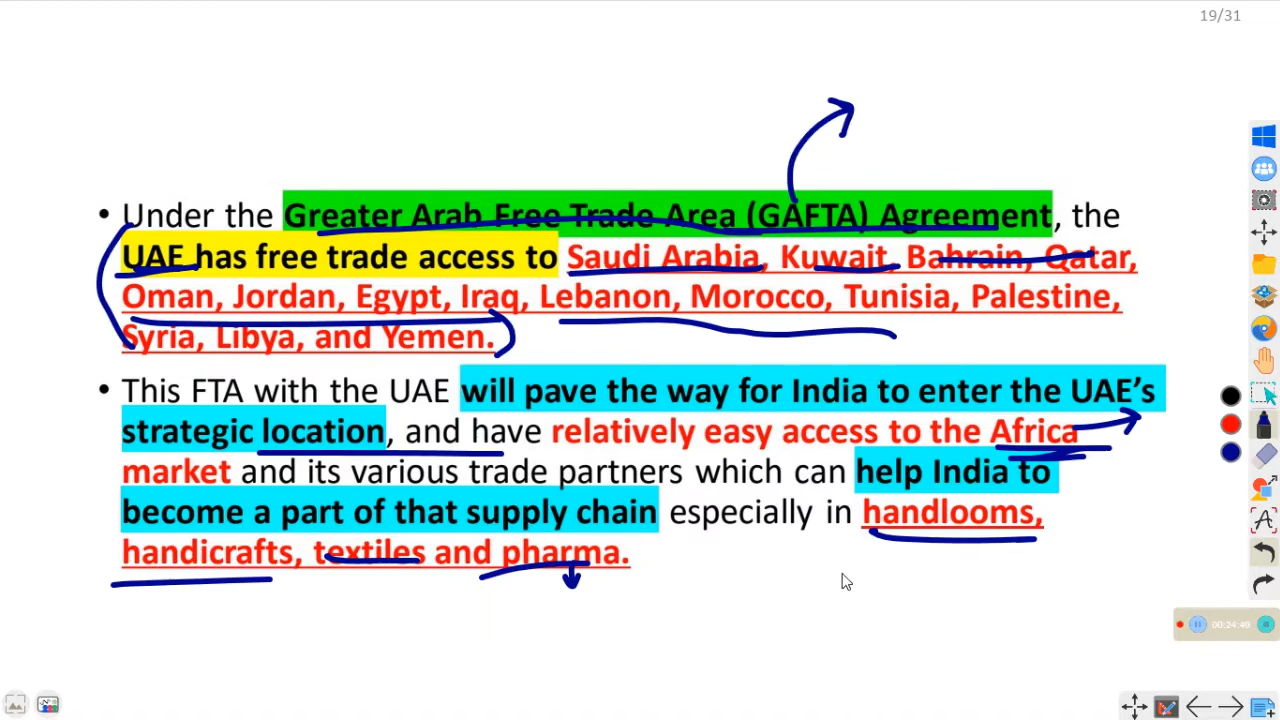 19/31
• Under the Greater Arab Free Trade Area (GAFTA) Agreement, the
UAE has free trade access to Saudi Arabia, Kuwait, Bahrain, Qatar,
Oman, Jordan, Egypt, Iraq, Lebanon, Morocco, Tunisia, Palestine,
Syria, Libya, and Yemen.
• This FTA with the UAE will pave the way for India to enter the UAE’s
strategic location, and have relatively easy access to the Africa
market and its various trade partners which can help India to
become a part of that supply chain especially in handlooms,
handicrafts, textiles and pharma.
00:24:40